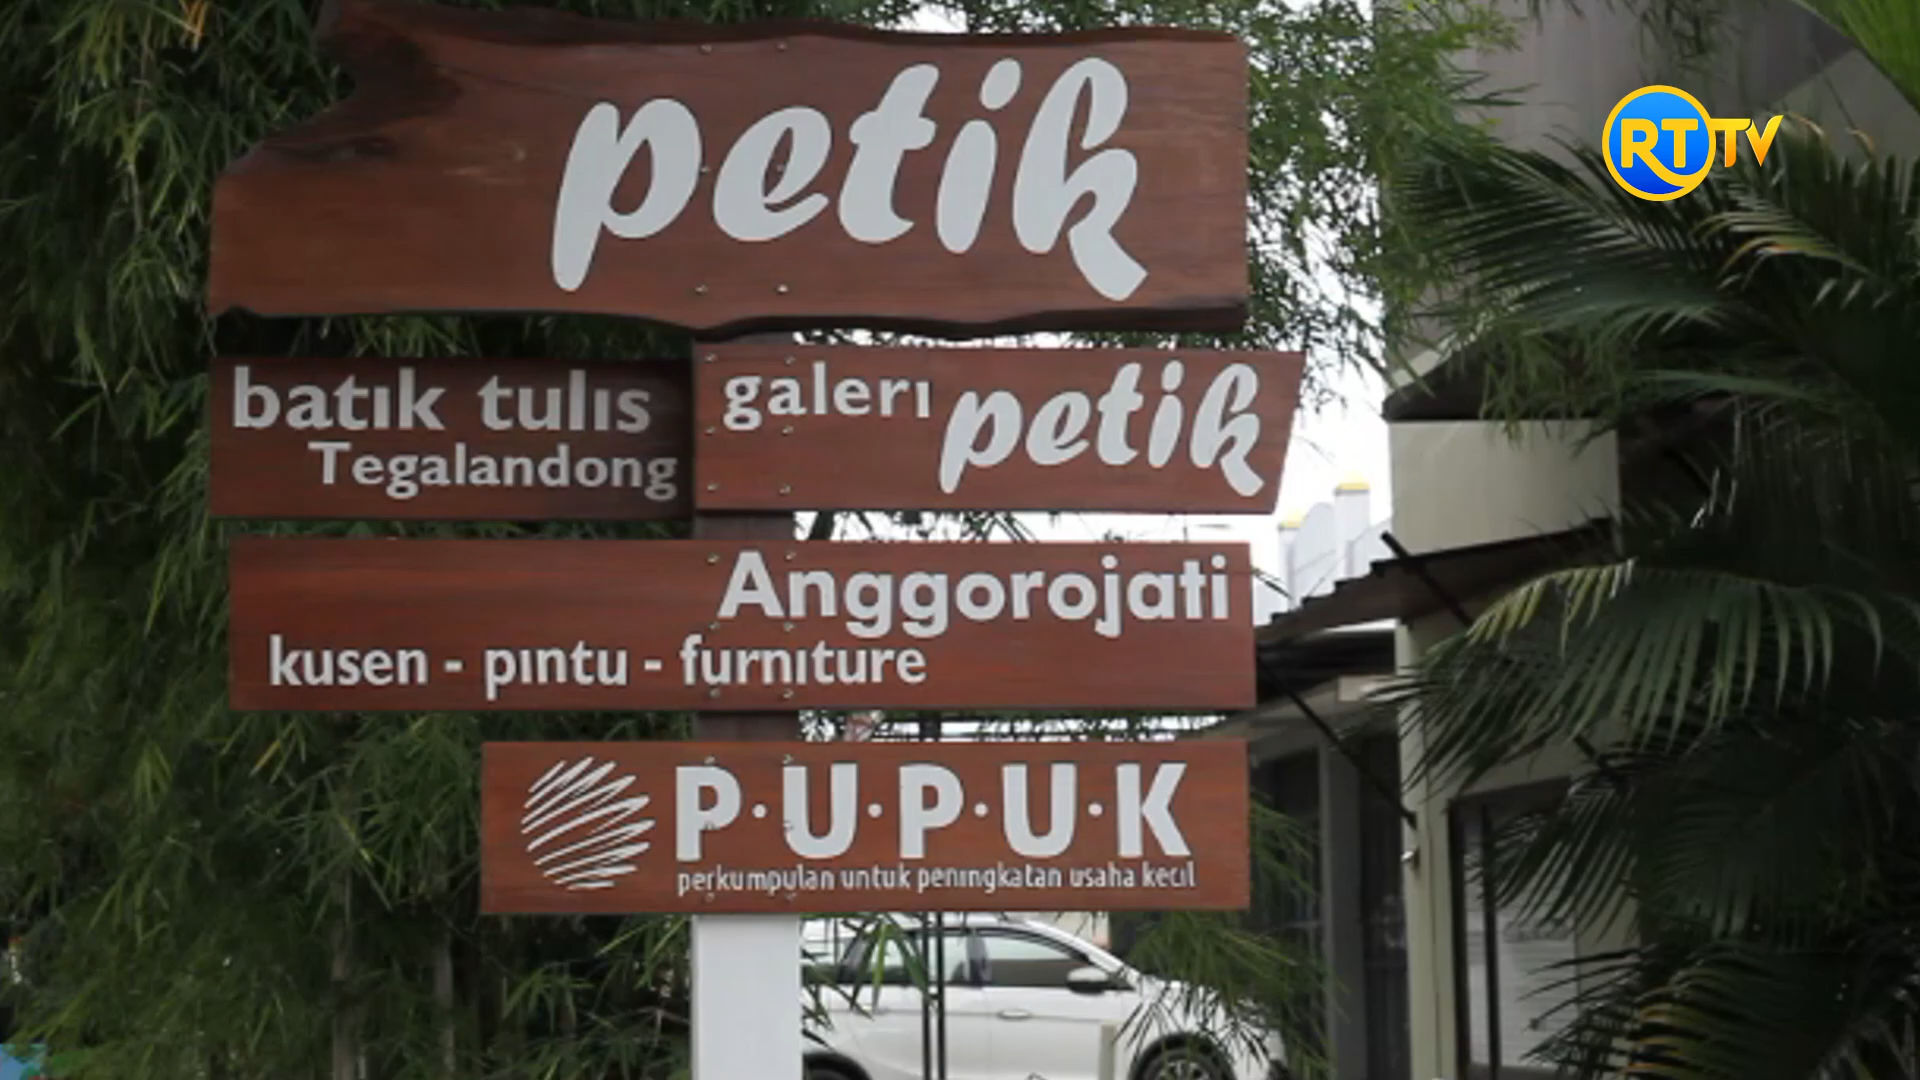 petik
batik tulis
Tegalandong
galeri petik
Anggorojati
kusen - pintu - furniture
P·U·P·U·K
perkumpulan untuk peningkatan usaha kecil
RTTV